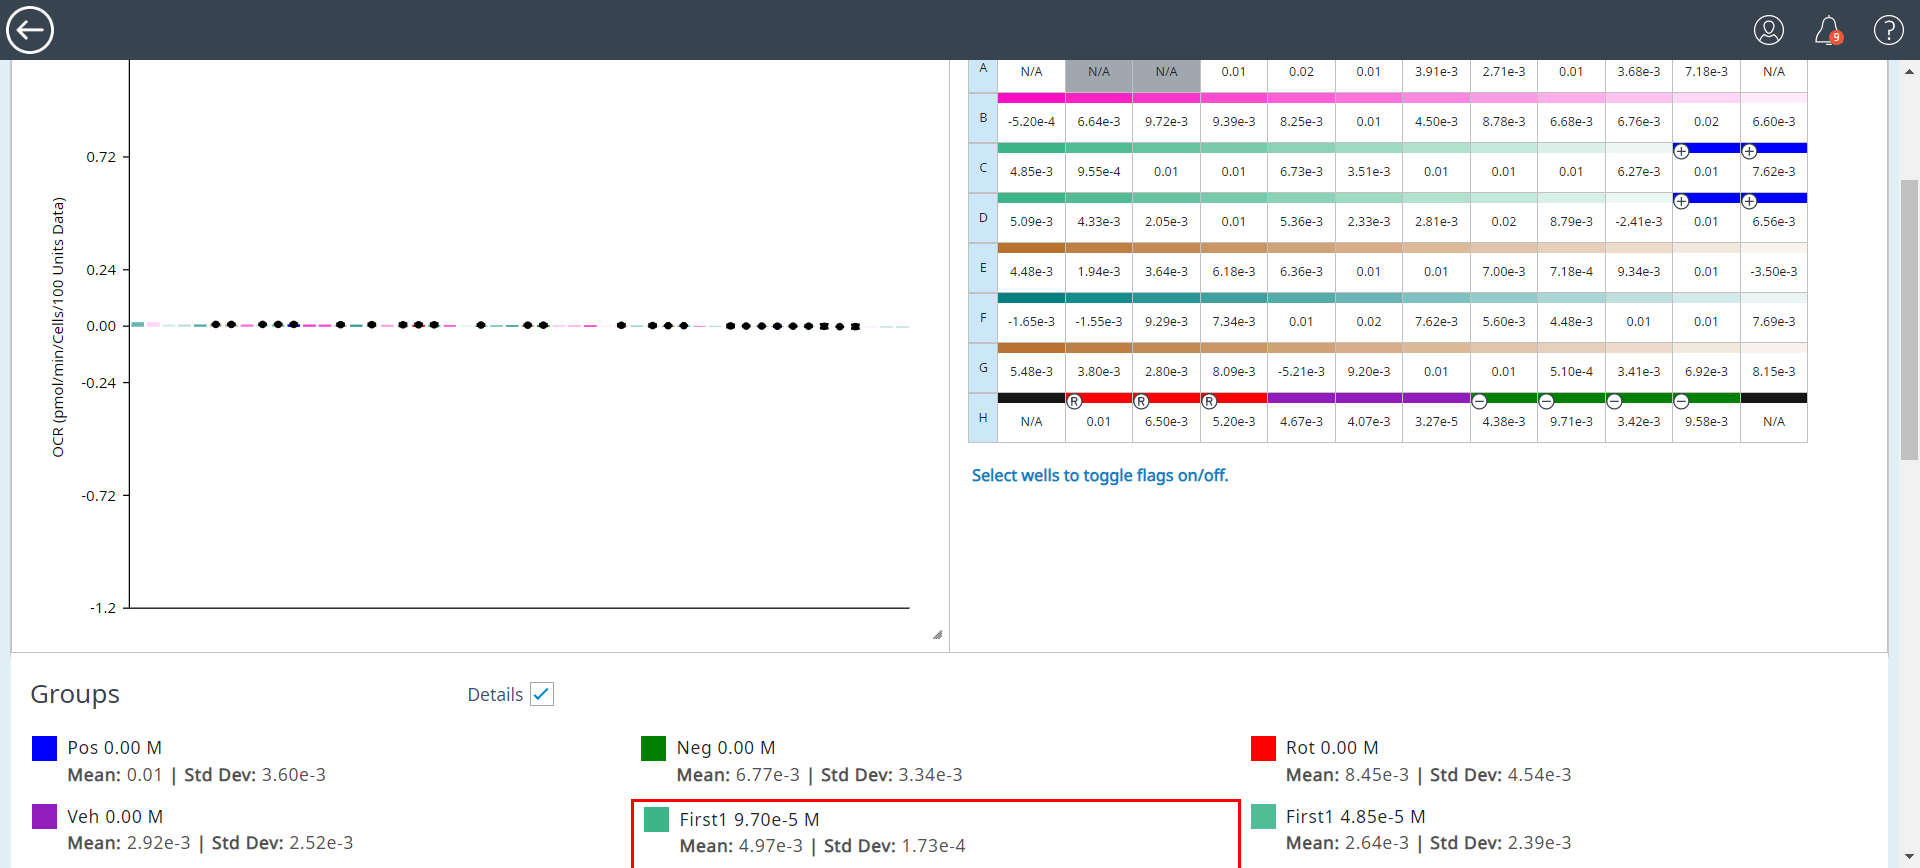 9
?
A N/A N/A N/A 0.01 0.02 0.01 3.91e-3 2.71e-3 0.01 3.68e-3 7.18e-3 N/A
B -5.20e-4 6.64e-3 9.72e-3 9.39e-3 8.25e-3 0.01 4.50e-3 8.78e-3 6.68e-3 6.76e-3 0.02 6.60e-3
C 4.85e-3 9.55e-4 0.01 0.01 6.73e-3 3.51e-3 0.01 0.01 0.01 6.27e-3 0.01 7.62e-3
D 5.09e-3 4.33e-3 2.05e-3 0.01 5.36e-3 2.33e-3 2.81e-3 0.02 8.79e-3 -2.41e-3 0.01 6.56e-3
E 4.48e-3 1.94e-3 3.64e-3 6.18e-3 6.36e-3 0.01 0.01 7.00e-3 7.18e-4 9.34e-3 0.01 -3.50e-3
F -1.65e-3 -1.55e-3 9.29e-3 7.34e-3 0.01 0.02 7.62e-3 5.60e-3 4.48e-3 0.01 0.01 7.69e-3
G 5.48e-3 3.80e-3 2.80e-3 8.09e-3 -5.21e-3 9.20e-3 0.01 0.01 5.10e-4 3.41e-3 6.92e-3 8.15e-3
R R R
H N/A 0.01 6.50e-3 5.20e-3 4.67e-3 4.07e-3 3.27e-5 4.38e-3 9.71e-3 3.42e-3 9.58e-3 N/A
Select wells to toggle flags on/off.
OCR (pmol/min/Cells/100 Units Data)
0.72
0.24
0.00
-0.24
-0.72
-1.2
Groups
Details
Pos 0.00 M
Mean: 0.01 | Std Dev: 3.60e-3
Neg 0.00 M
Mean: 6.77e-3 | Std Dev: 3.34e-3
Rot 0.00 M
Mean: 8.45e-3 | Std Dev: 4.54e-3
Veh 0.00 M
Mean: 2.92e-3 | Std Dev: 2.52e-3
First1 9.70e-5 M
Mean: 4.97e-3 | Std Dev: 1.73e-4
First1 4.85e-5 M
Mean: 2.64e-3 | Std Dev: 2.39e-3